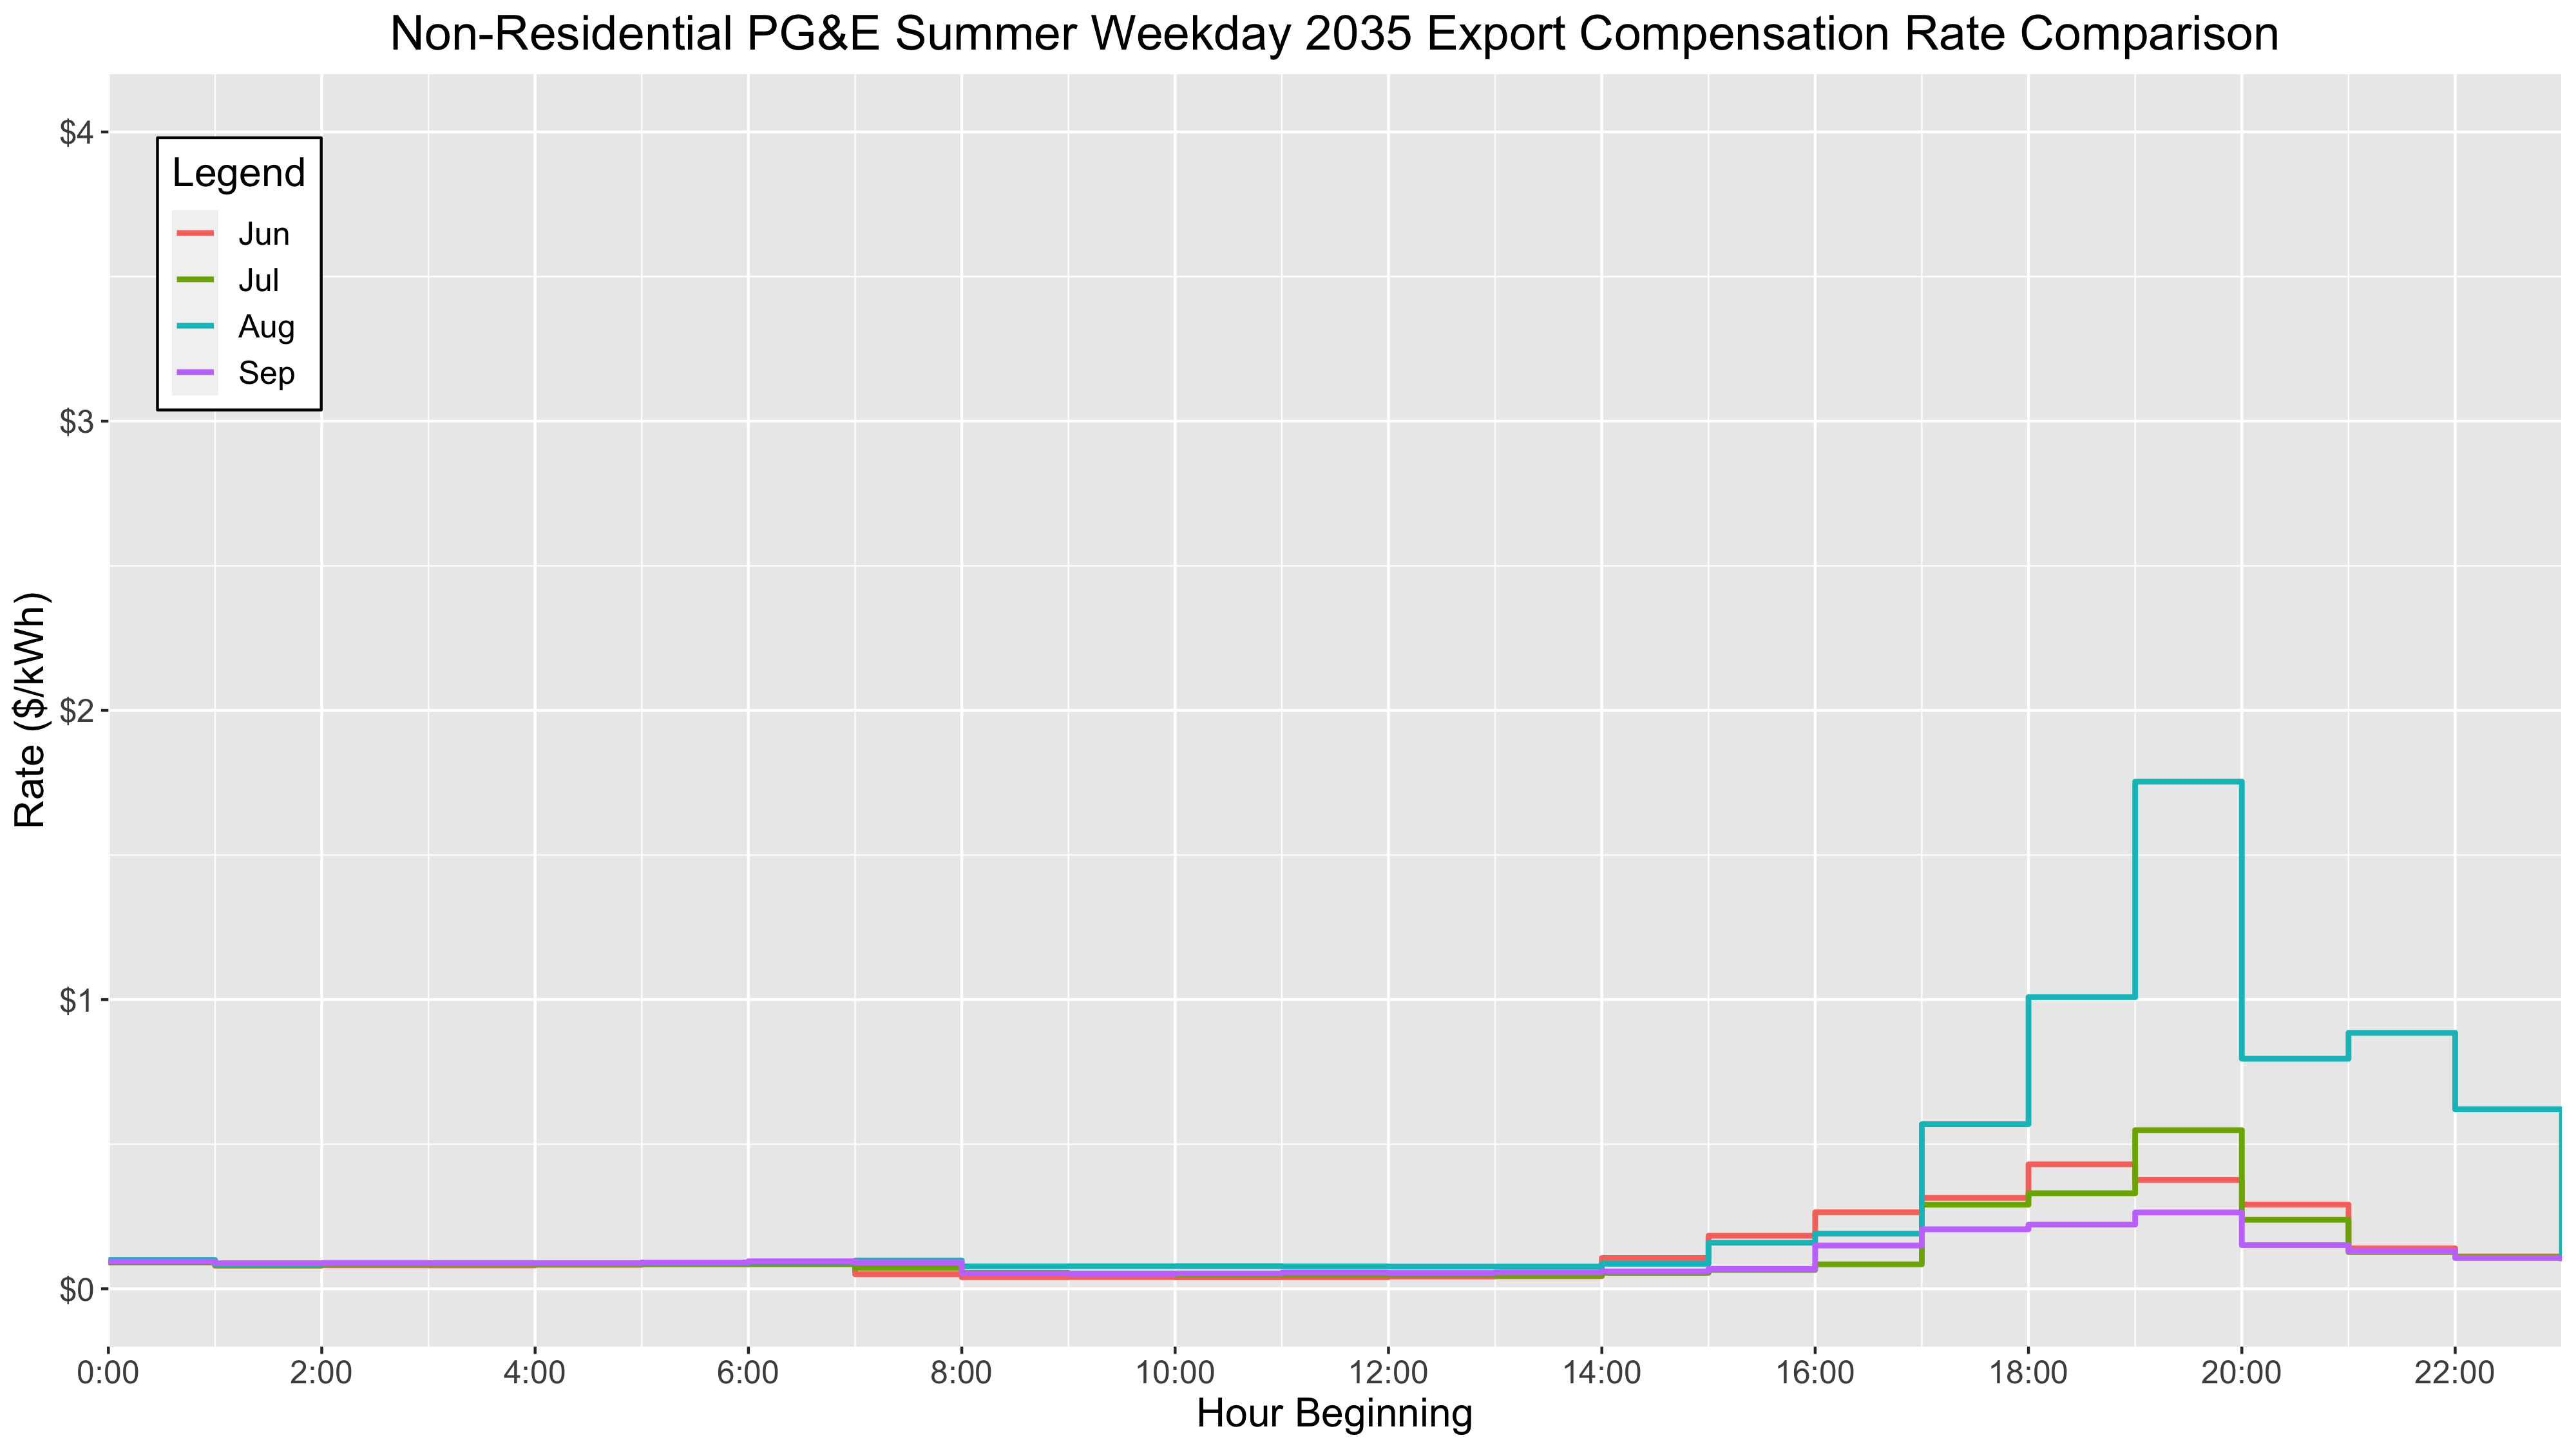 Non-Residential PG&E Summer Weekday 2035 Export Compensation Rate Comparison
$4
Legend
Jun
Jul
Aug
Sep
$3
$2
$1
$0
Rate ($/kWh)
0:00 2:00 4:00 6:00 8:00 10:00 12:00 14:00 16:00 18:00 20:00 22:00
Hour Beginning